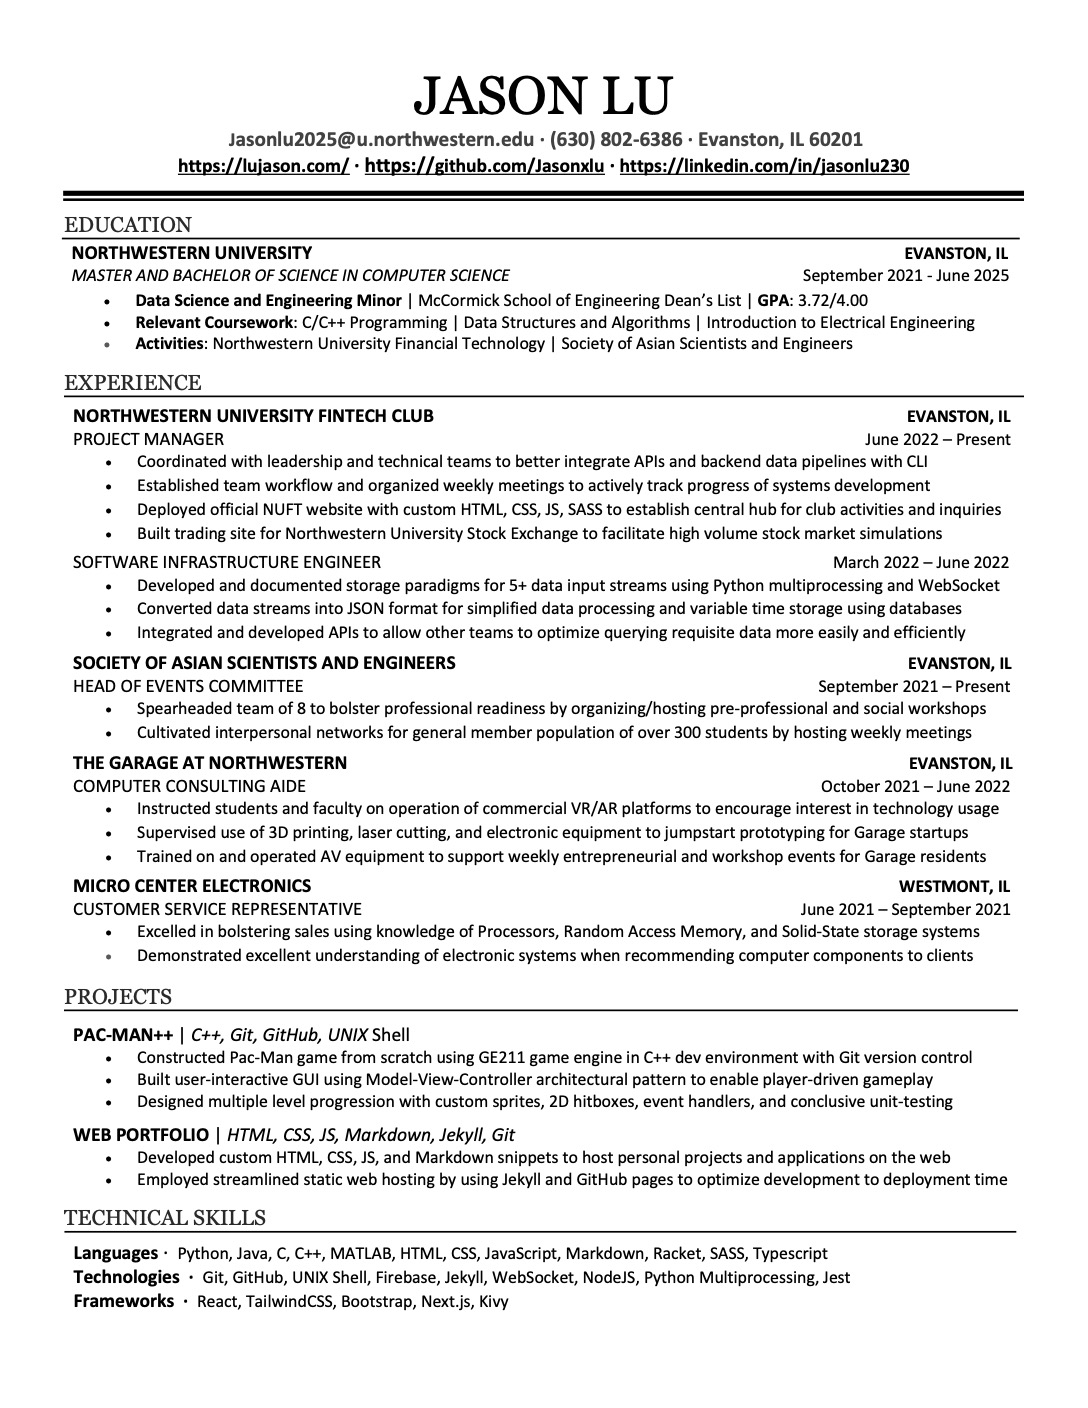 JASON LU
Jasonlu2025@u.northwestern.edu · (630) 802-6386 · Evanston, IL 60201
https://lujason.com/ · https://github.com/Jasonxlu · https://linkedin.com/in/jasonlu230
EDUCATION
NORTHWESTERN UNIVERSITY EVANSTON, IL
MASTER AND BACHELOR OF SCIENCE IN COMPUTER SCIENCE September 2021 - June 2025
• Data Science and Engineering Minor | McCormick School of Engineering Dean’s List | GPA: 3.72/4.00
• Relevant Coursework: C/C++ Programming | Data Structures and Algorithms | Introduction to Electrical Engineering
• Activities: Northwestern University Financial Technology | Society of Asian Scientists and Engineers
EXPERIENCE
NORTHWESTERN UNIVERSITY FINTECH CLUB EVANSTON, IL
PROJECT MANAGER June 2022 – Present
• Coordinated with leadership and technical teams to better integrate APIs and backend data pipelines with CLI
• Established team workflow and organized weekly meetings to actively track progress of systems development
• Deployed official NUFT website with custom HTML, CSS, JS, SASS to establish central hub for club activities and inquiries
• Built trading site for Northwestern University Stock Exchange to facilitate high volume stock market simulations
SOFTWARE INFRASTRUCTURE ENGINEER March 2022 – June 2022
• Developed and documented storage paradigms for 5+ data input streams using Python multiprocessing and WebSocket
• Converted data streams into JSON format for simplified data processing and variable time storage using databases
• Integrated and developed APIs to allow other teams to optimize querying requisite data more easily and efficiently
SOCIETY OF ASIAN SCIENTISTS AND ENGINEERS EVANSTON, IL
HEAD OF EVENTS COMMITTEE September 2021 – Present
• Spearheaded team of 8 to bolster professional readiness by organizing/hosting pre-professional and social workshops
• Cultivated interpersonal networks for general member population of over 300 students by hosting weekly meetings
THE GARAGE AT NORTHWESTERN EVANSTON, IL
COMPUTER CONSULTING AIDE October 2021 – June 2022
• Instructed students and faculty on operation of commercial VR/AR platforms to encourage interest in technology usage
• Supervised use of 3D printing, laser cutting, and electronic equipment to jumpstart prototyping for Garage startups
• Trained on and operated AV equipment to support weekly entrepreneurial and workshop events for Garage residents
MICRO CENTER ELECTRONICS WESTMONT, IL
CUSTOMER SERVICE REPRESENTATIVE June 2021 – September 2021
• Excelled in bolstering sales using knowledge of Processors, Random Access Memory, and Solid-State storage systems
• Demonstrated excellent understanding of electronic systems when recommending computer components to clients
PROJECTS
PAC-MAN++ | C++, Git, GitHub, UNIX Shell
• Constructed Pac-Man game from scratch using GE211 game engine in C++ dev environment with Git version control
• Built user-interactive GUI using Model-View-Controller architectural pattern to enable player-driven gameplay
• Designed multiple level progression with custom sprites, 2D hitboxes, event handlers, and conclusive unit-testing
WEB PORTFOLIO | HTML, CSS, JS, Markdown, Jekyll, Git
• Developed custom HTML, CSS, JS, and Markdown snippets to host personal projects and applications on the web
• Employed streamlined static web hosting by using Jekyll and GitHub pages to optimize development to deployment time
TECHNICAL SKILLS
Languages · Python, Java, C, C++, MATLAB, HTML, CSS, JavaScript, Markdown, Racket, SASS, Typescript
Technologies · Git, GitHub, UNIX Shell, Firebase, Jekyll, WebSocket, NodeJS, Python Multiprocessing, Jest
Frameworks · React, TailwindCSS, Bootstrap, Next.js, Kivy